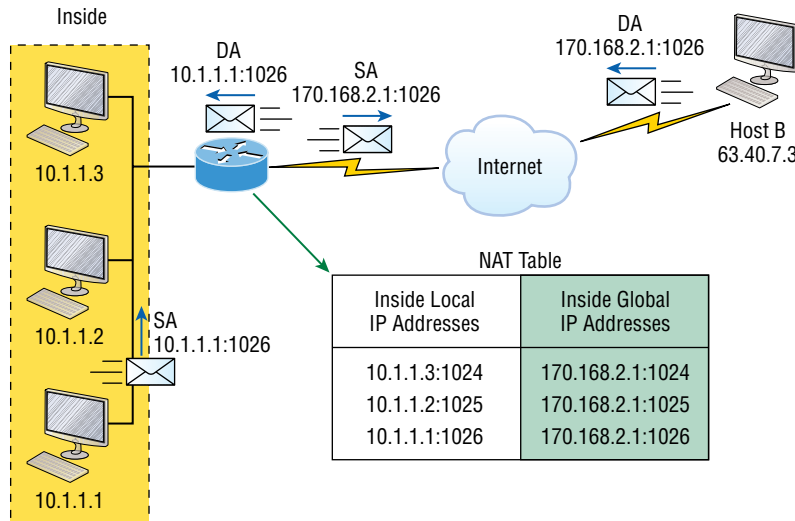 Inside
DA
10.1.1.1:1026
SA
170.168.2.1:1026
DA
170.168.2.1:1026
10.1.1.3
Internet
Host B
63.40.7.3
10.1.1.2
SA
10.1.1.1:1026
10.1.1.1
NAT Table
Inside Local
IP Addresses
Inside Global
IP Addresses
10.1.1.3:1024
170.168.2.1:1024
10.1.1.2:1025
170.168.2.1:1025
10.1.1.1:1026
170.168.2.1:1026